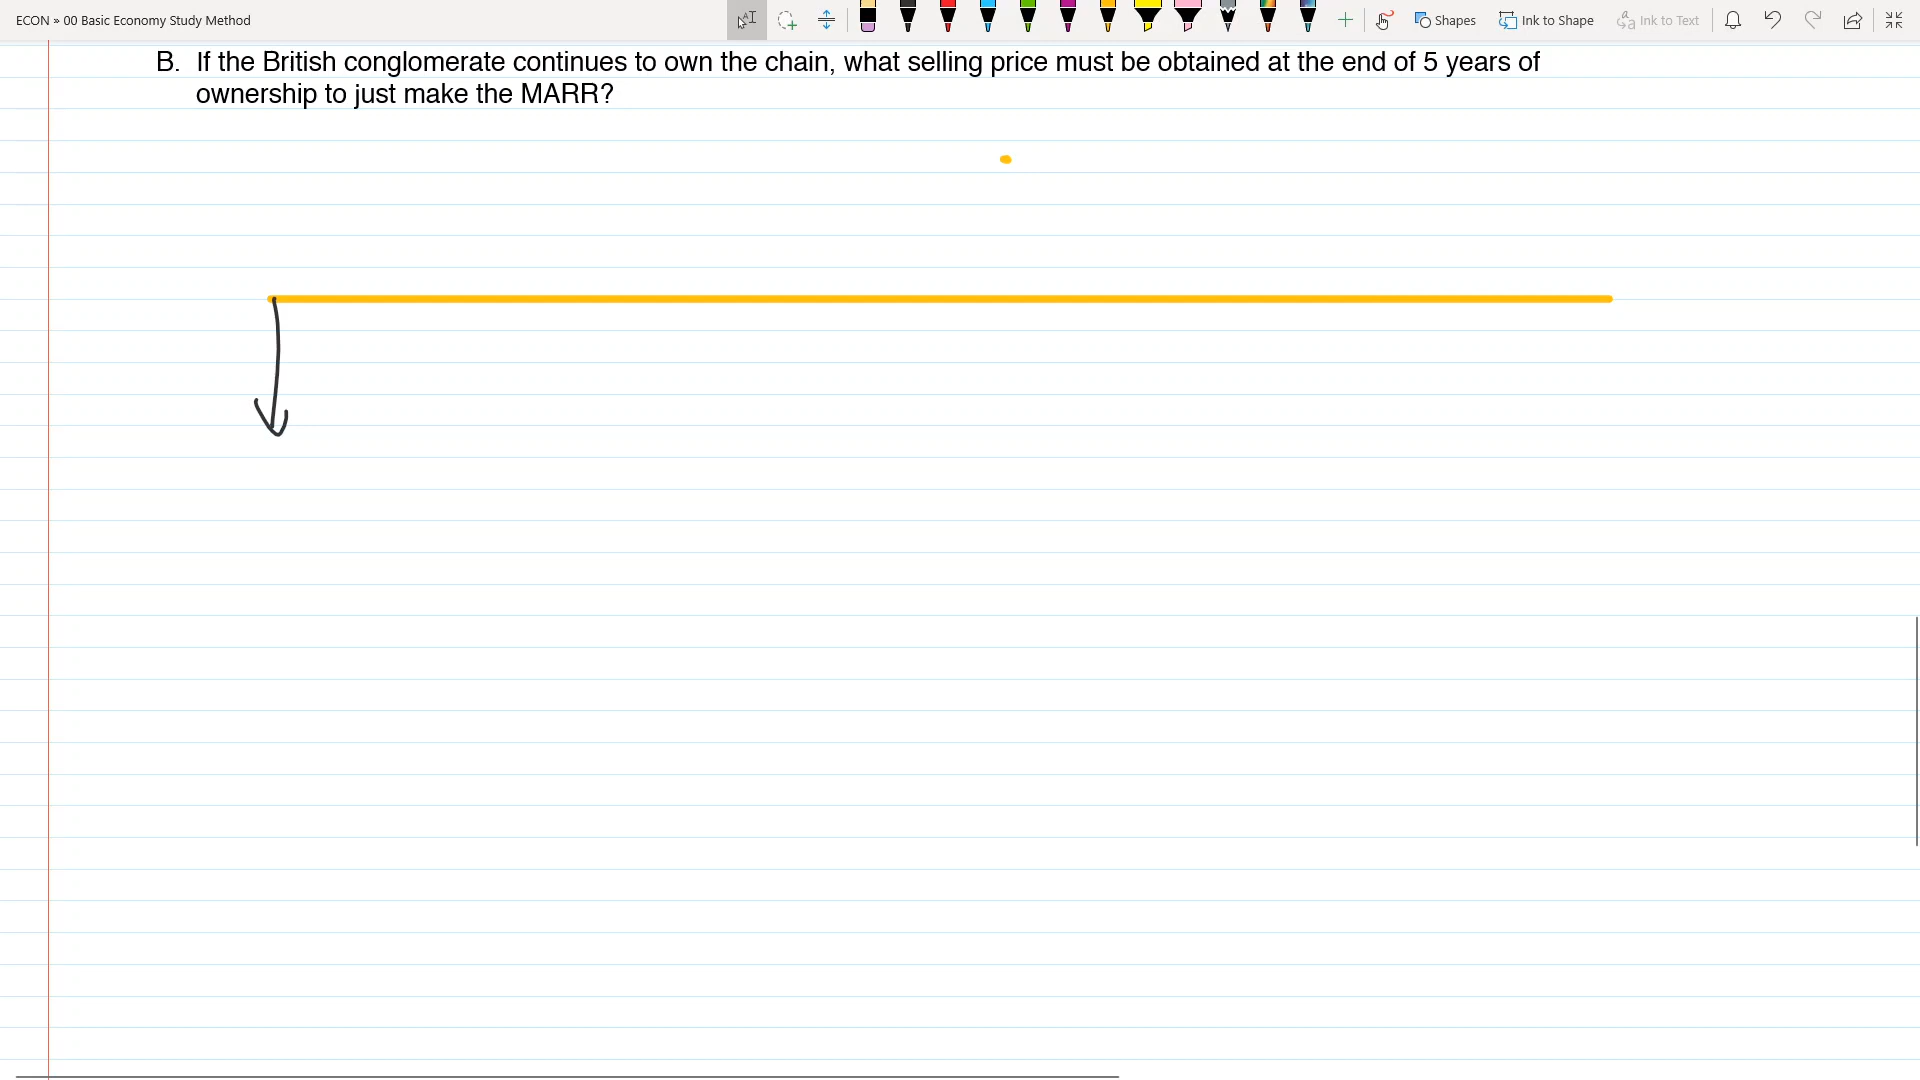 ECON » 00 Basic Economy Study Method
Shapes
Ink to Shape
Ink to Text
B. If the British conglomerate continues to own the chain, what selling price must be obtained at the end of 5 years of
ownership to just make the MARR?